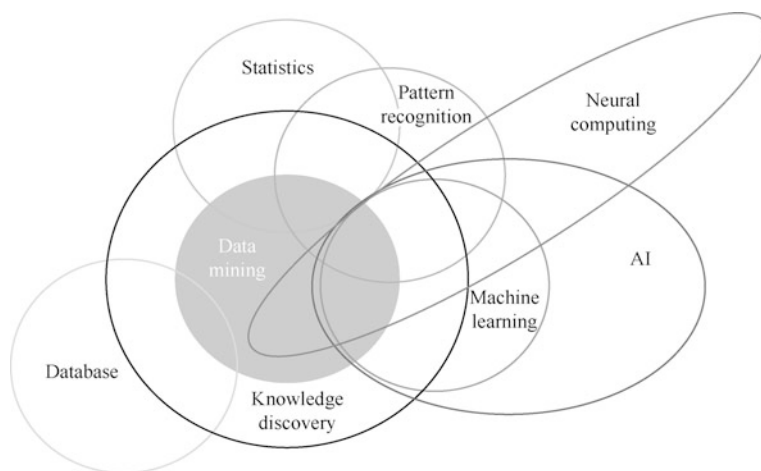 Statistics
Pattern
recognition
Neural
computing
Data
mining
AI
Machine
learning
Database
Knowledge
discovery